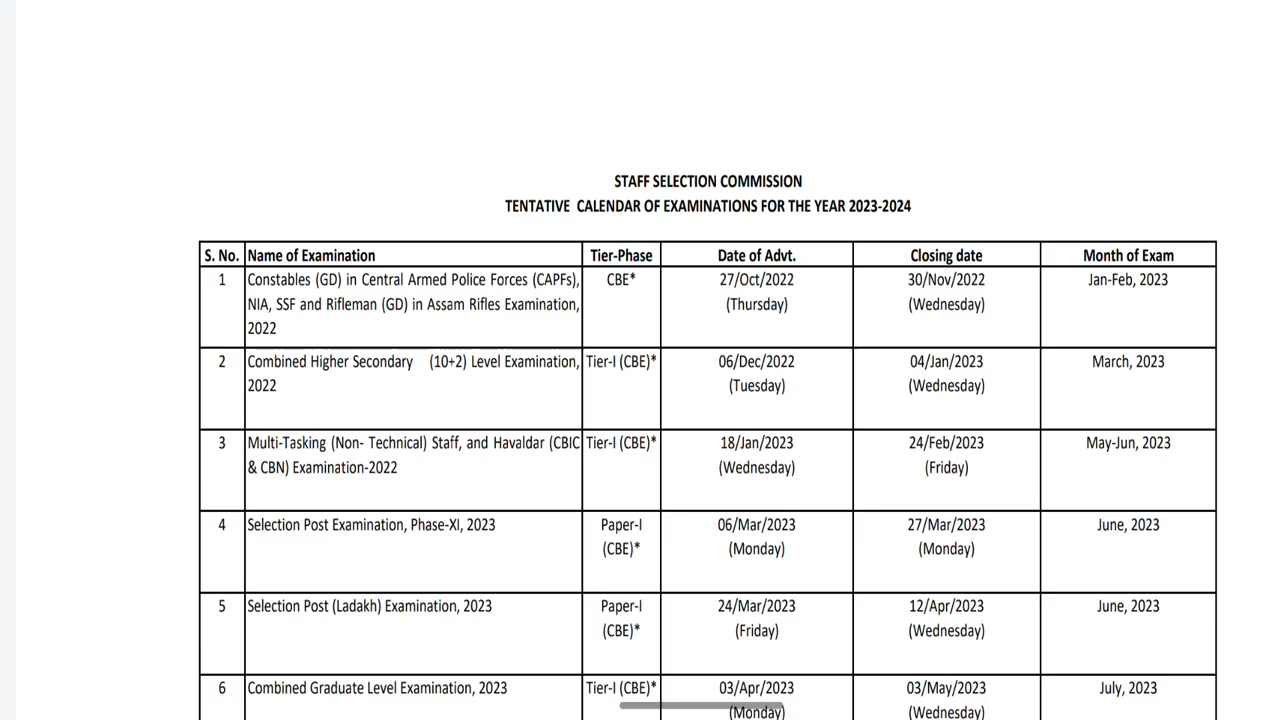 STAFF SELECTION COMMISSION
TENTATIVE CALENDAR OF EXAMINATIONS FOR THE YEAR 2023-2024
S. No. Name of Examination Tier-Phase Date of Advt. Closing date Month of Exam
1 Constables (GD) in Central Armed Police Forces (CAPFs), CBE* 27/Oct/2022 30/Nov/2022 Jan-Feb, 2023
NIA, SSF and Rifleman (GD) in Assam Rifles Examination, (Thursday) (Wednesday)
2022
2 Combined Higher Secondary (10+2) Level Examination, Tier-I (CBE)* 06/Dec/2022 04/Jan/2023 March, 2023
2022 (Tuesday) (Wednesday)
3 Multi-Tasking (Non- Technical) Staff, and Havaldar (CBIC Tier-I (CBE)* 18/Jan/2023 24/Feb/2023 May-Jun, 2023
& CBN) Examination-2022 (Wednesday) (Friday)
4 Selection Post Examination, Phase-XI, 2023 Paper-I 06/Mar/2023 27/Mar/2023 June, 2023
(CBE)* (Monday) (Monday)
5 Selection Post (Ladakh) Examination, 2023 Paper-I 24/Mar/2023 12/Apr/2023 June, 2023
(CBE)* (Friday) (Wednesday)
6 Combined Graduate Level Examination, 2023 Tier-I (CBE)* 03/Apr/2023 03/May/2023 July, 2023
(Monday) (Wednesday)